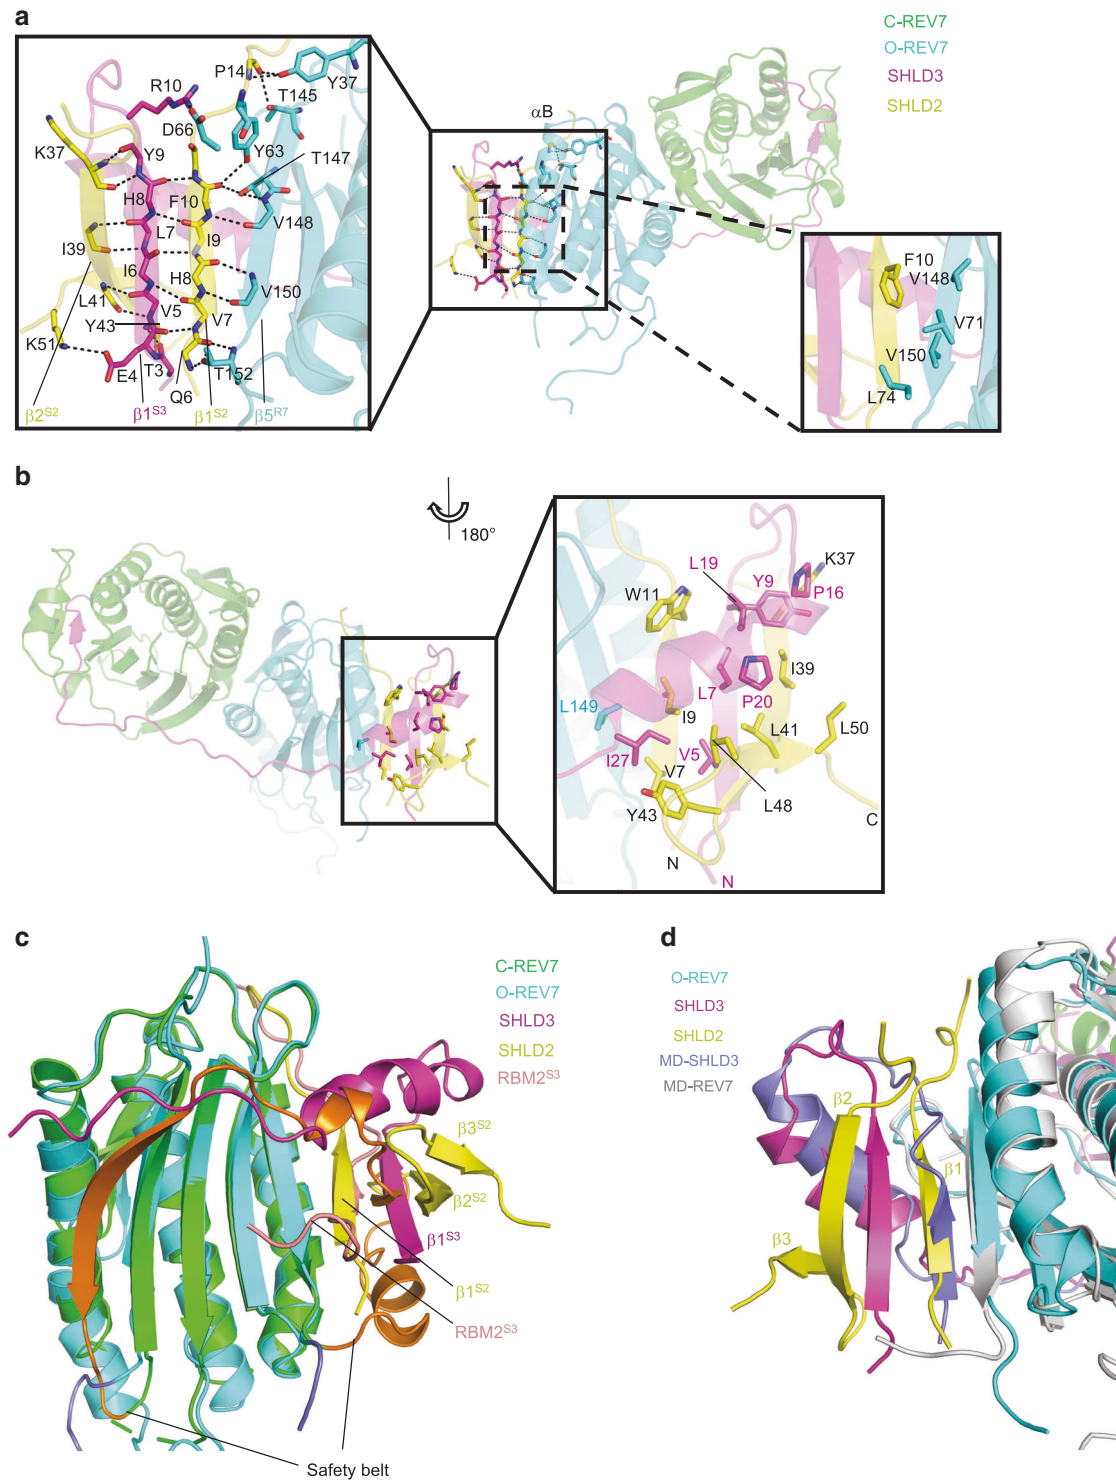 a
C-REV7
O-REV7
SHLD3
SHLD2
P14
Y37
R10
T145
D66
K37
Y9
Y63
T147
H8
F10
V148
L7
I39
I9
I6
H8
L41
V5
V150
Y43
V7
K51
T3
E4
T152
Q6
β2S2
β1S3
β1S2
β5R7
αB
F10
V148
V71
V150
L74
b
180°
L19
Y9
K37
P16
W11
I39
L7
P20
L149
I9
L41
L50
I27
V5
V7
L48
Y43
C
N
N
c
C-REV7
O-REV7
SHLD3
SHLD2
RBM2S3
β3S2
β2S2
β1S3
β1S2
RBM2S3
Safety belt
d
O-REV7
SHLD3
SHLD2
MD-SHLD3
MD-REV7
β2
β1
β3